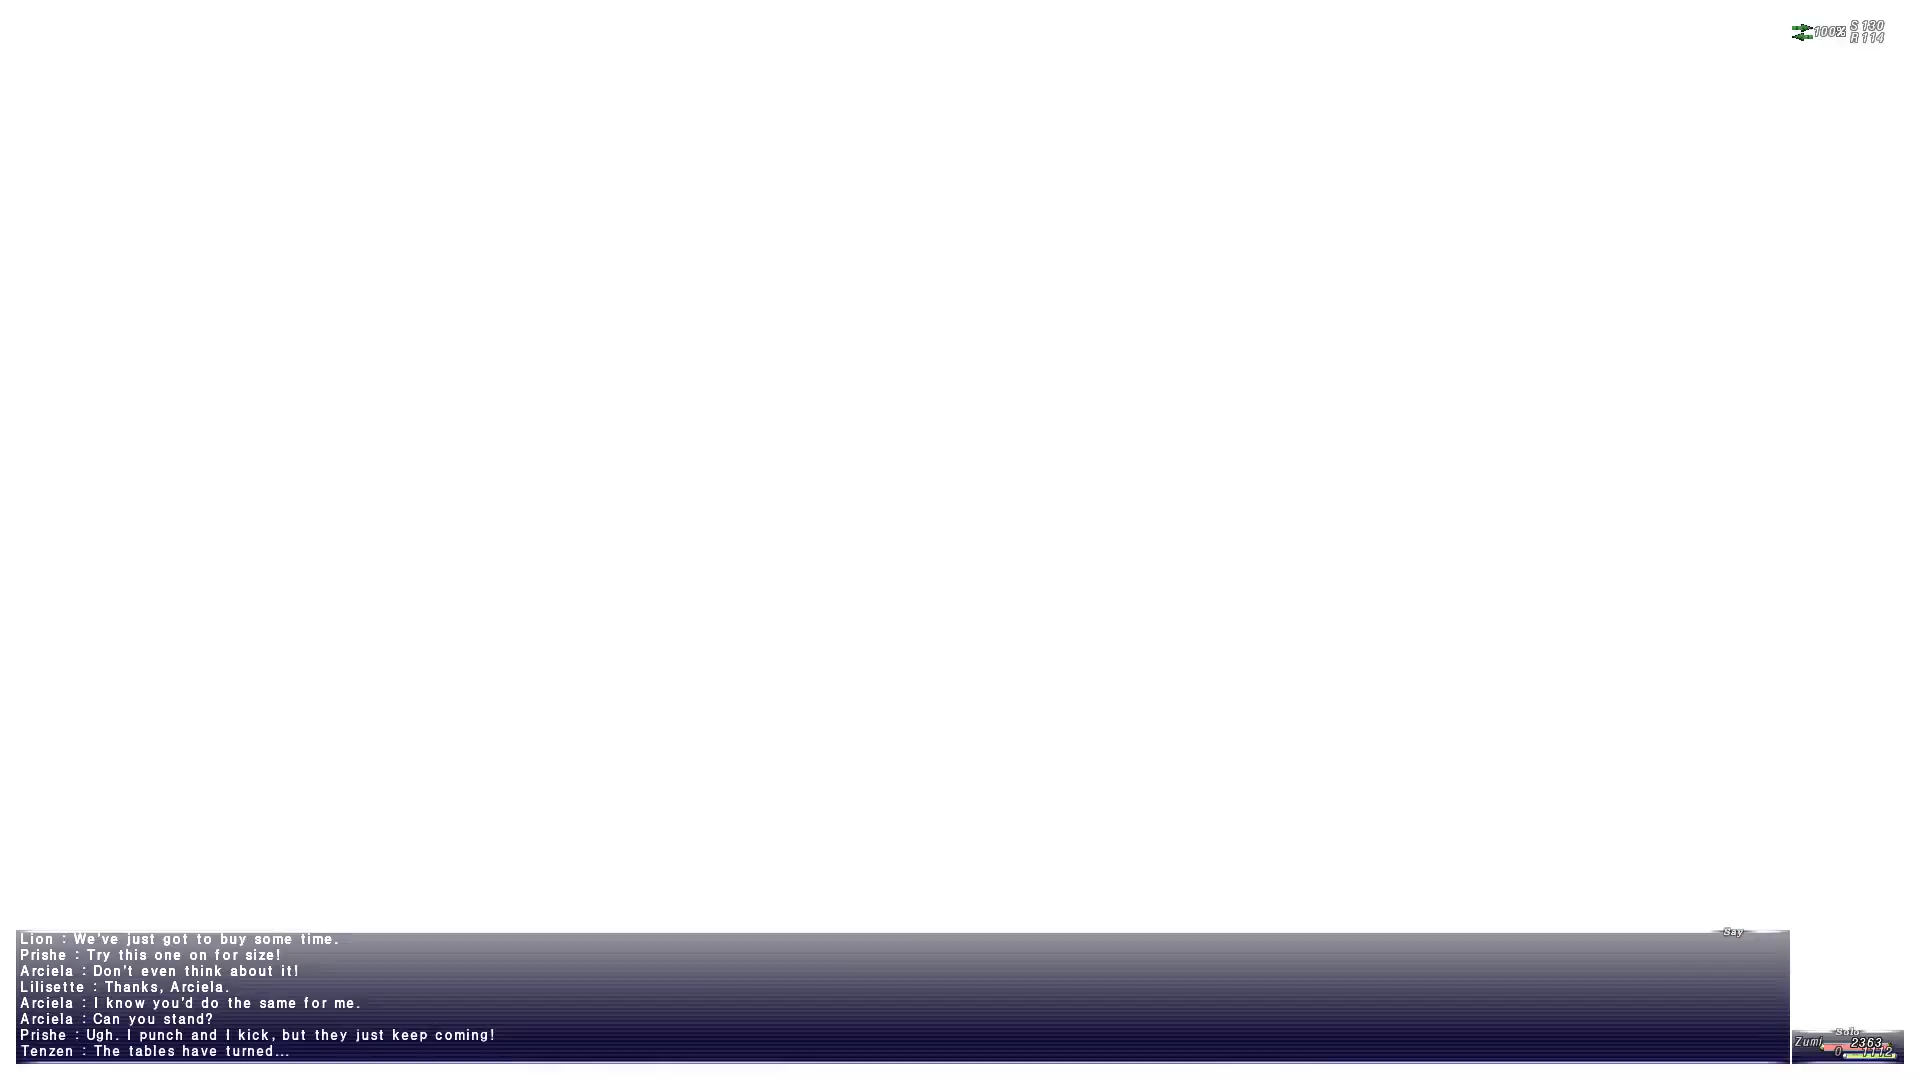 100% S 130
R 114
Say
Lion : We've just got to buy some time.
Prishe : Try this one on for size!
Arciela : Don't even think about it!
Lilisette : Thanks, Arciela.
Arciela : I know you'd do the same for me.
Arciela : Can you stand?
Prishe : Ugh. I punch and I kick, but they just keep coming!
Tenzen : The tables have turned...
Solo
Zumi 2363
0 1112